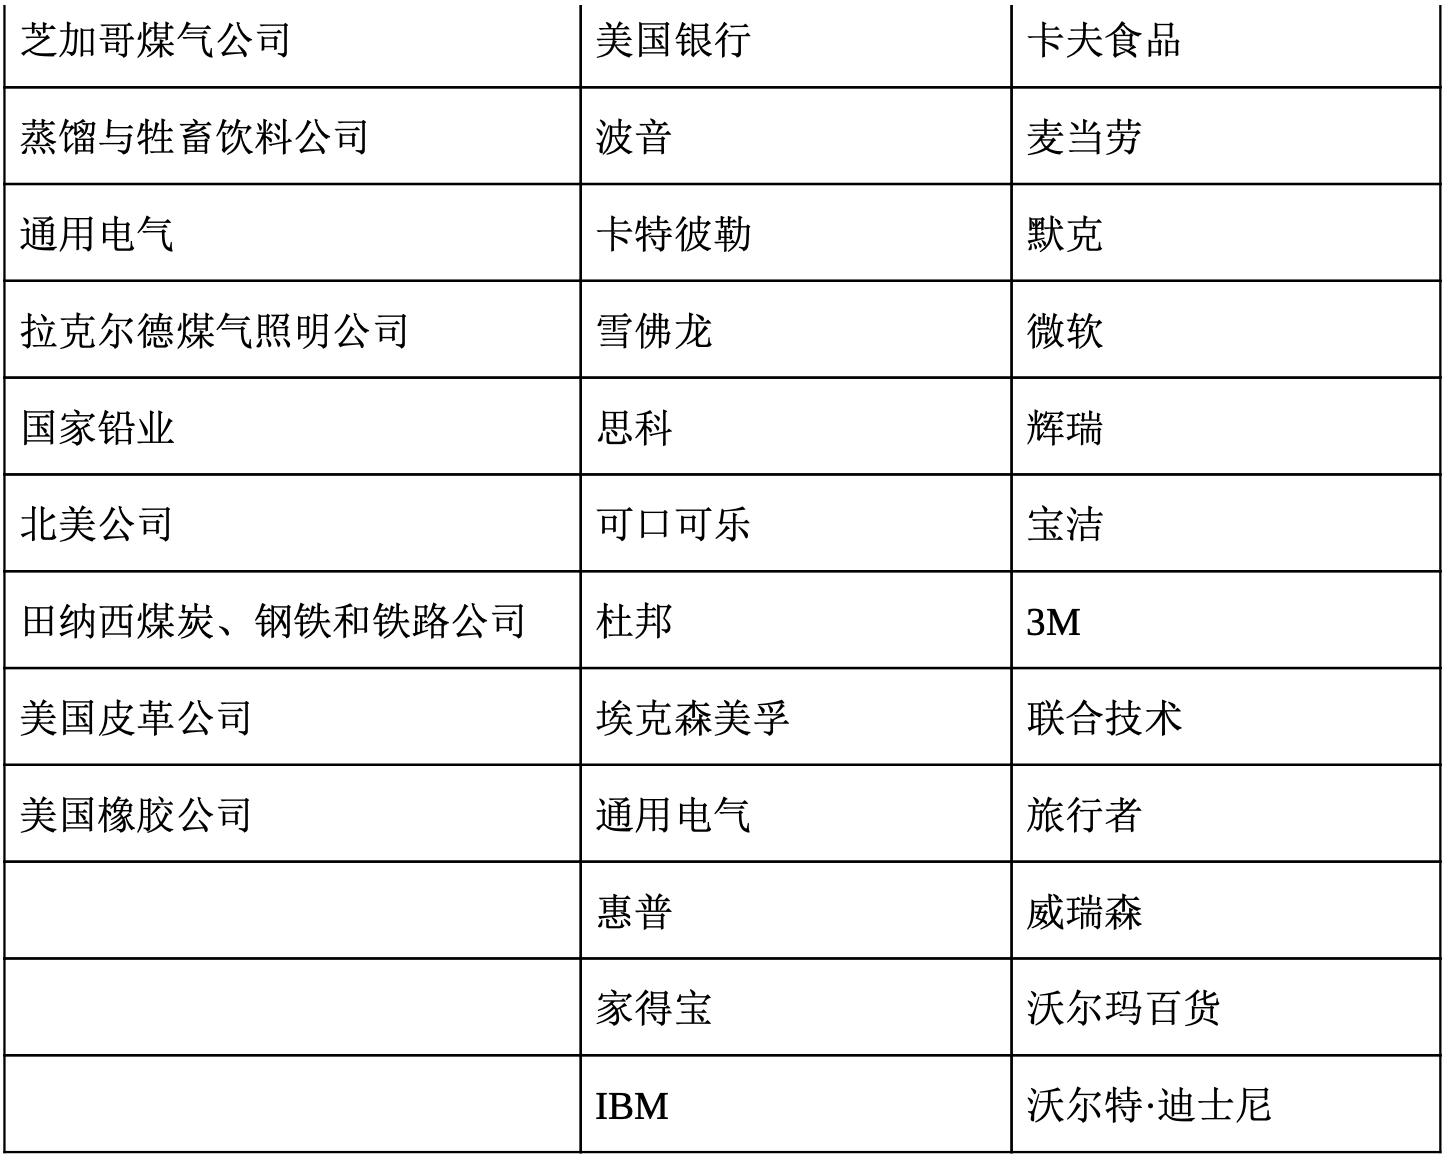 芝加哥煤气公司 美国银行 卡夫食品
蒸馏与牲畜饮料公司 波音 麦当劳
通用电气 卡特彼勒 默克
拉克尔德煤气照明公司 雪佛龙 微软
国家铅业 思科 辉瑞
北美公司 可口可乐 宝洁
田纳西煤炭、钢铁和铁路公司 杜邦 3M
美国皮革公司 埃克森美孚 联合技术
美国橡胶公司 通用电气 旅行者
惠普 威瑞森
家得宝 沃尔玛百货
IBM 沃尔特·迪士尼